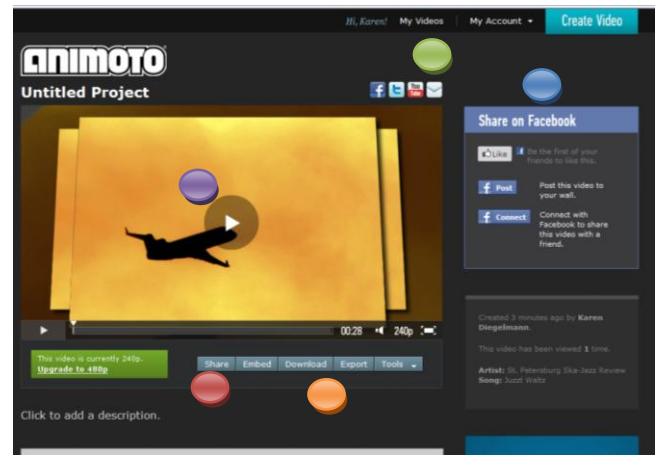 Hi, Karen! My Videos My Account Create Video
ANIMOTO
Untitled Project
f t You Tube
Share on Facebook
Like Be the first of your
friends to like this.
f Post Post this video to
your wall.
f Connect Connect with
Facebook to share
this video with a
friend.
00:28 240p
This video is currently 240p.
Upgrade to 480p
Share Embed Download Export Tools
Created 3 minutes ago by Karen
Diegelmann.
This video has been viewed 1 time.
Artist: St. Petersburg Ska-Jazz Review
Song: Juzzt Waltz
Click to add a description.